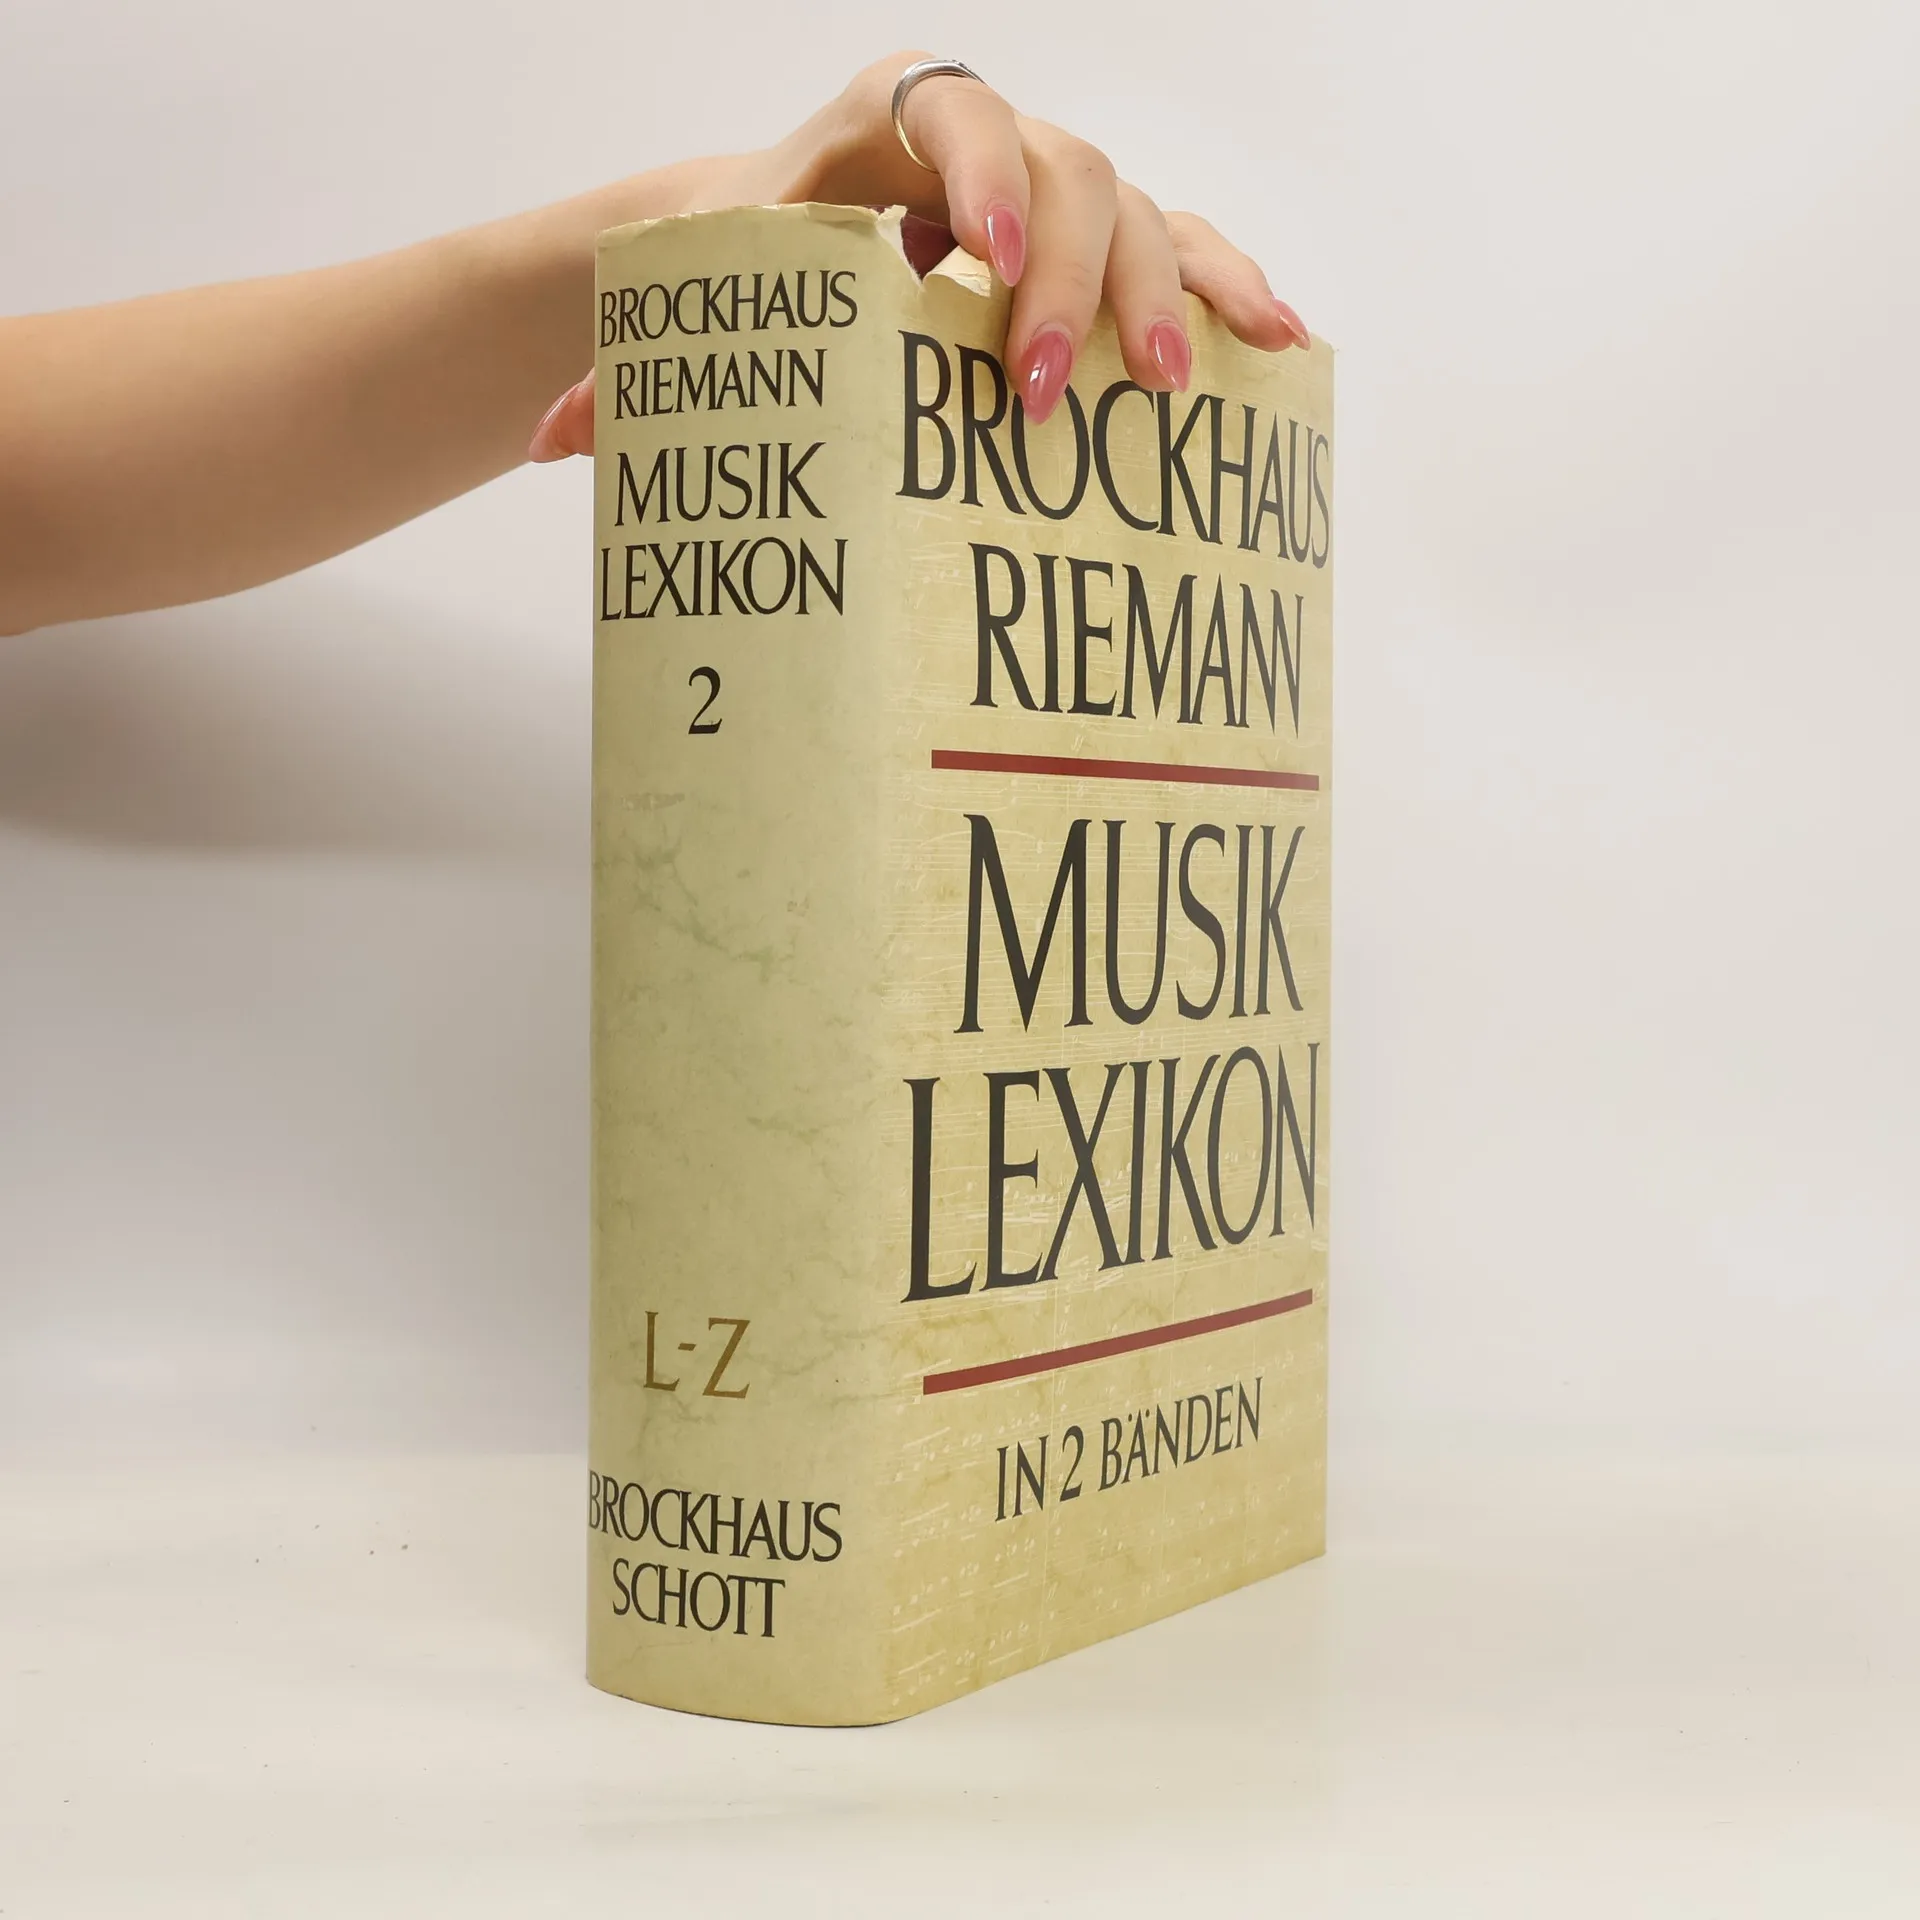 BROCKHAUS
RIEMANN
MUSIK
LEXIKON
2
L-Z
BROCKHAUS
SCHOTT
BROCKHAUS
RIEMANN
MUSIK
LEXIKON
IN 2 BÄNDEN